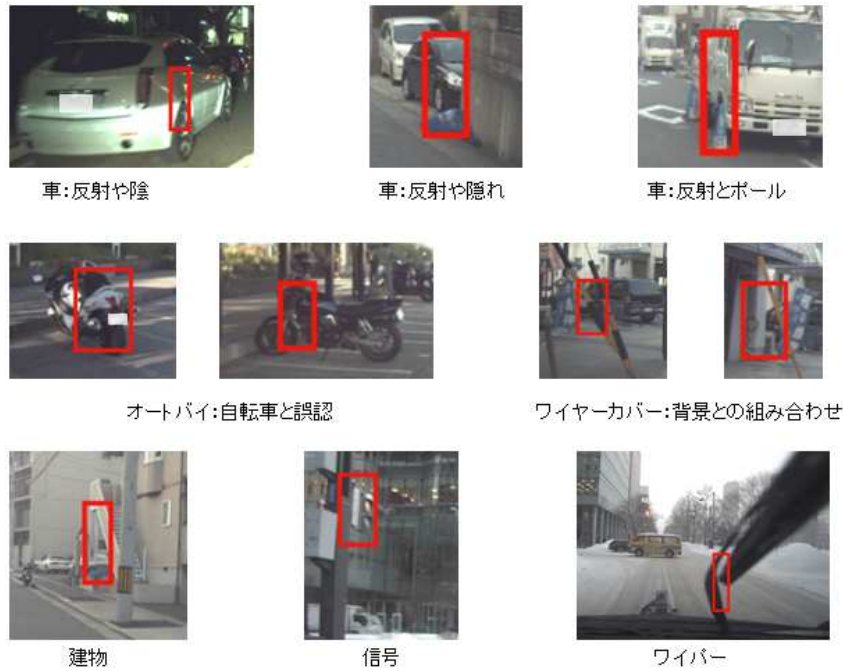 車:反射や陰
車:反射や隠れ
車:反射とポール
オートバイ:自転車と誤認
ワイヤーカバー:背景との組み合わせ
建物
信号
ワイパー